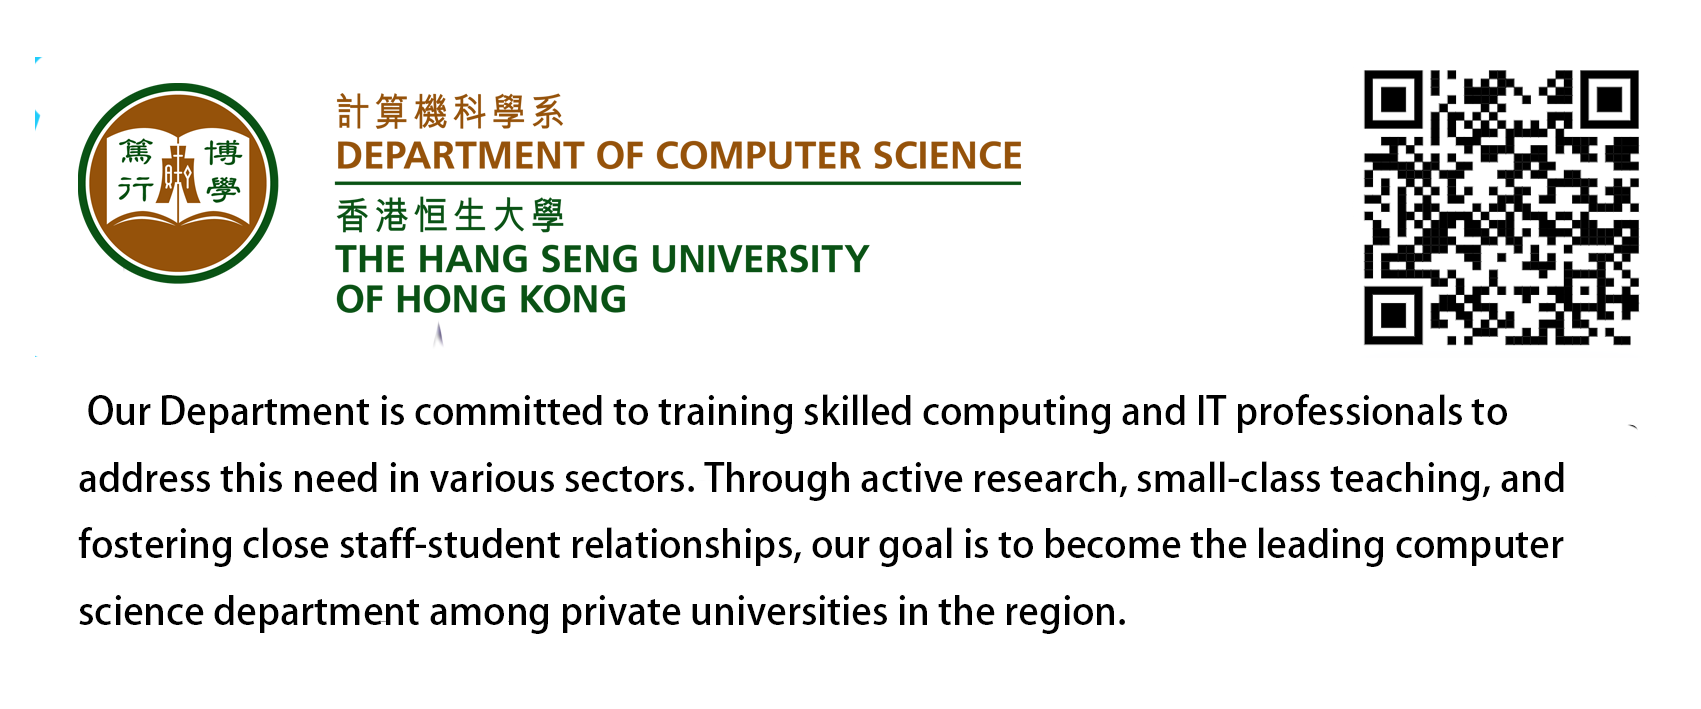 篤行
博學
計算機科學系
DEPARTMENT OF COMPUTER SCIENCE
香港恒生大學
THE HANG SENG UNIVERSITY
OF HONG KONG
Our Department is committed to training skilled computing and IT professionals to
address this need in various sectors. Through active research, small-class teaching, and
fostering close staff-student relationships, our goal is to become the leading computer
science department among private universities in the region.